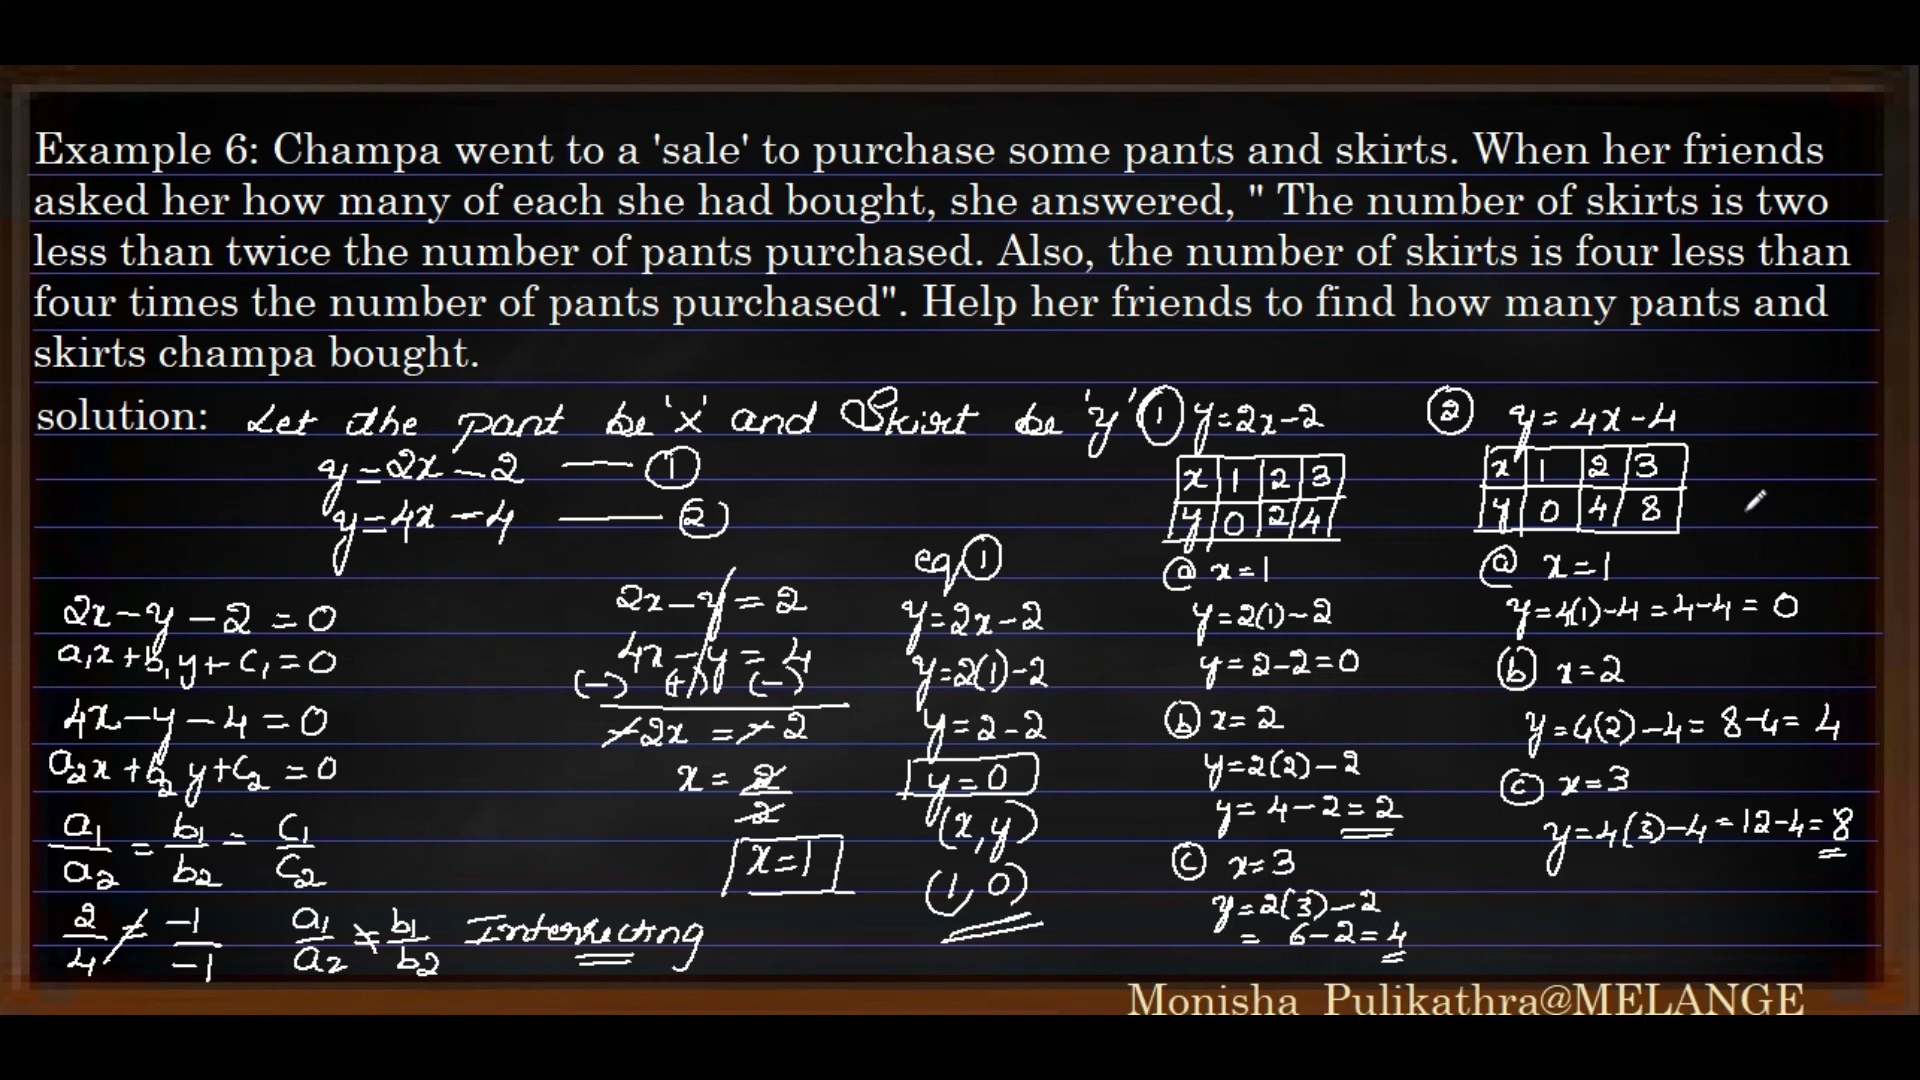 Example 6: Champa went to a 'sale' to purchase some pants and skirts. When her friends
asked her how many of each she had bought, she answered, " The number of skirts is two
less than twice the number of pants purchased. Also, the number of skirts is four less than
four times the number of pants purchased". Help her friends to find how many pants and
skirts champa bought.
solution: Let the pant be 'x' and Skirt be 'y'
y=2x-2 —— ①
y=4x-4 —— ②
2x-y-2=0
a₁x+b₁y+c₁=0
4x-y-4=0
a₂x+b₂y+c₂=0
a₁/a₂ = b₁/b₂ = c₁/c₂
2/4 ≠ -1/-1 a₁/a₂ ≠ b₁/b₂ Intersecting
2x-y=2
4x-y=4
(-) (+) (-)
-2x=-2
x=2/2
x=1
eq ①
y=2x-2
y=2(1)-2
y=2-2
y=0
(x,y)
(1,0)
① y=2x-2
x 1 2 3
y 0 2 4
ⓐ x=1
y=2(1)-2
y=2-2=0
ⓑ x=2
y=2(2)-2
y=4-2=2
ⓒ x=3
y=2(3)-2
= 6-2=4
② y=4x-4
x 1 2 3
y 0 4 8
ⓐ x=1
y=4(1)-4=4-4=0
ⓑ x=2
y=4(2)-4=8-4=4
ⓒ x=3
y=4(3)-4=12-4=8
Monisha Pulikathra@MELANGE